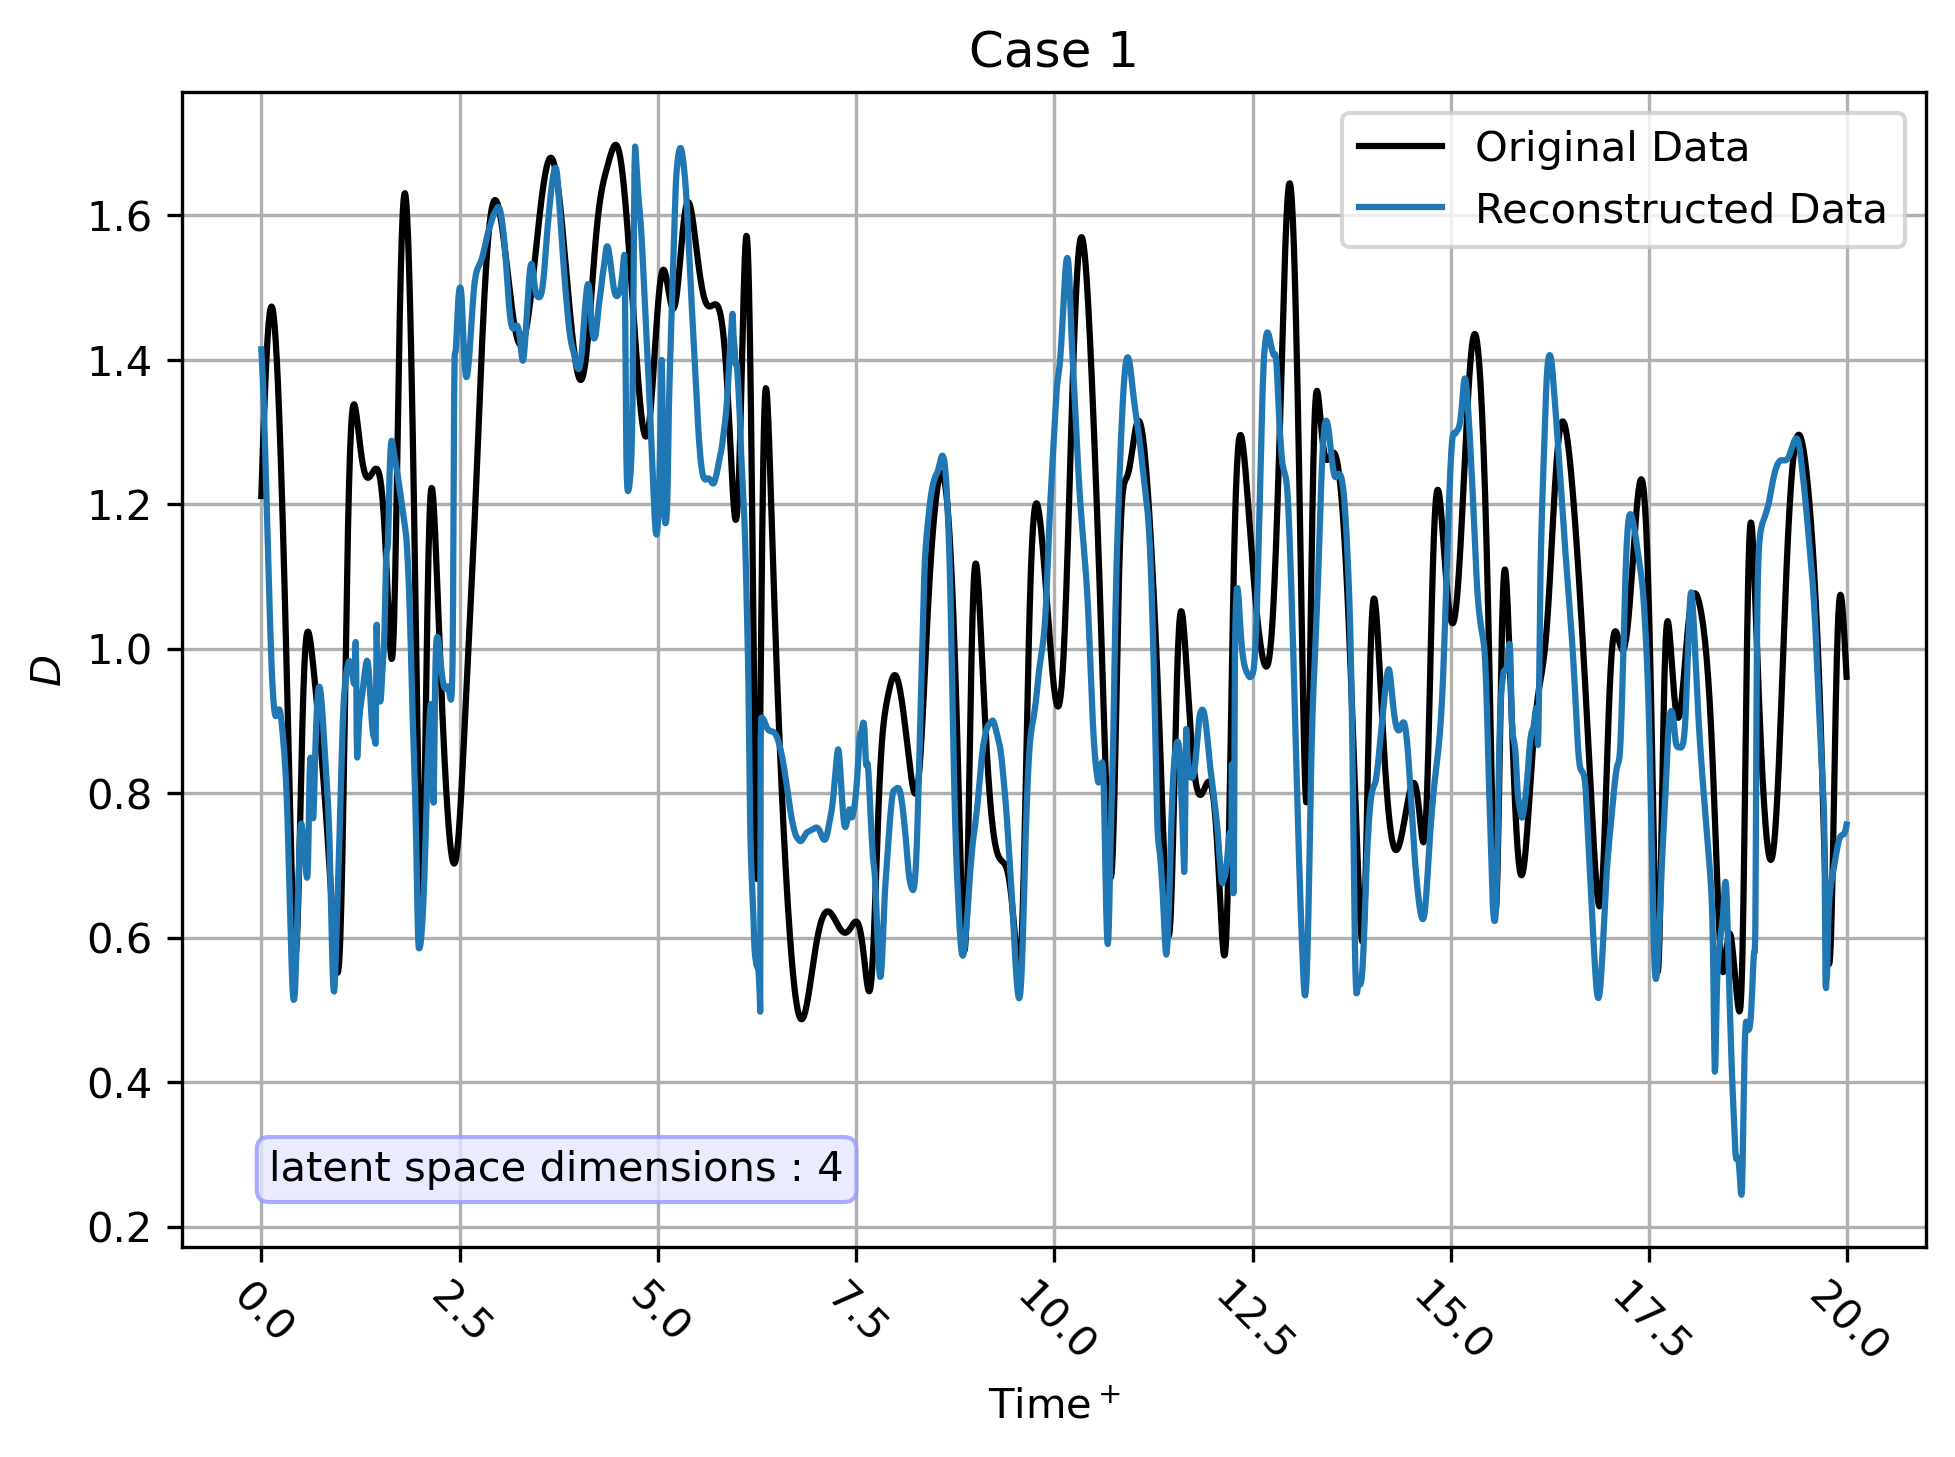 Case 1
Original Data
Reconstructed Data
1.6
1.4
1.2
1.0
0.8
0.6
0.4
0.2
D
latent space dimensions : 4
0.0 2.5 5.0 7.5 10.0 12.5 15.0 17.5 20.0
Time⁺